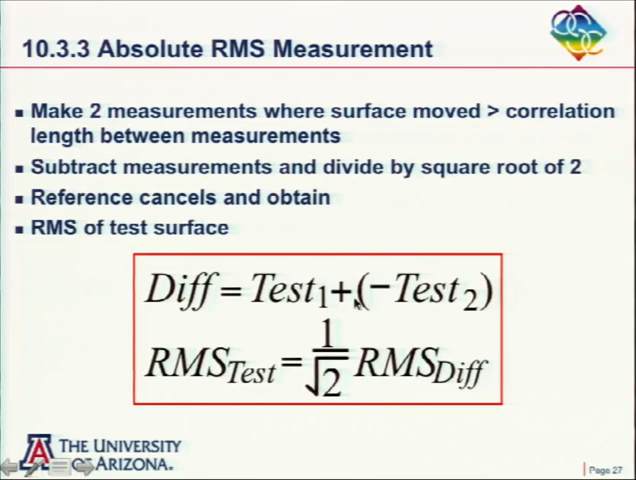 10.3.3 Absolute RMS Measurement
Make 2 measurements where surface moved > correlation
length between measurements
Subtract measurements and divide by square root of 2
Reference cancels and obtain
RMS of test surface
Diff = Test₁+(−Test₂)
RMS_Test = 1/√2 RMS_Diff
THE UNIVERSITY
OF ARIZONA.
Page 27